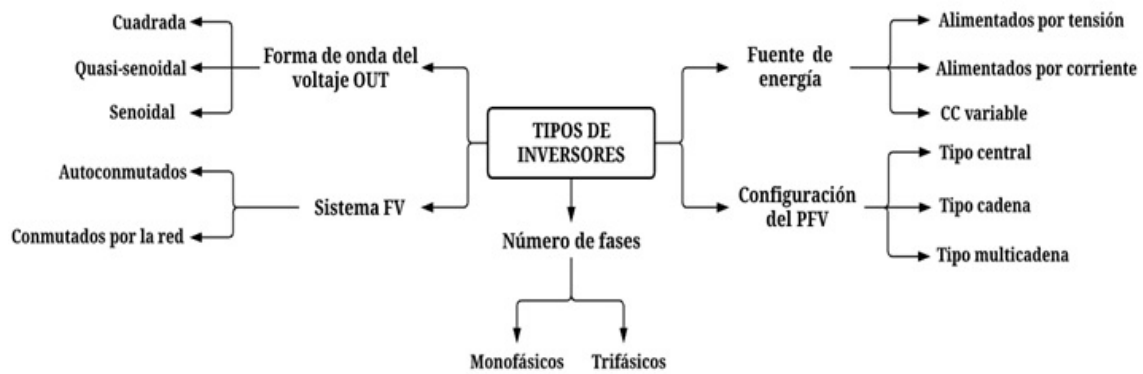 Cuadrada
Quasi-senoidal
Senoidal
Forma de onda del
voltaje OUT
Autoconmutados
Conmutados por la red
Sistema FV
TIPOS DE
INVERSORES
Número de fases
Monofásicos
Trifásicos
Fuente de
energía
Alimentados por tensión
Alimentados por corriente
CC variable
Configuración
del PFV
Tipo central
Tipo cadena
Tipo multicadena